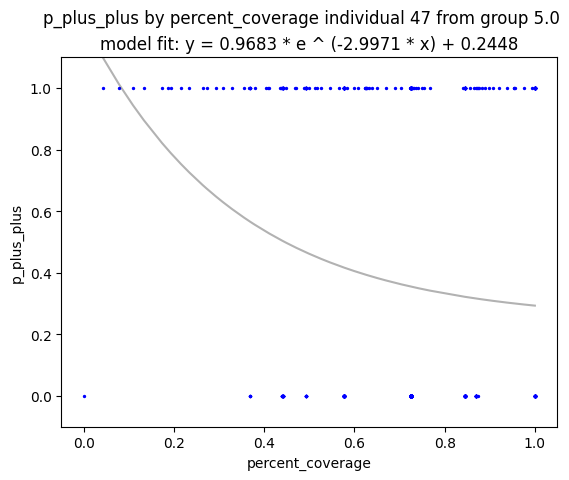 p_plus_plus by percent_coverage individual 47 from group 5.0
model fit: y = 0.9683 * e ^ (-2.9971 * x) + 0.2448
1.0
0.8
0.6
0.4
0.2
0.0
p_plus_plus
0.0 0.2 0.4 0.6 0.8 1.0
percent_coverage